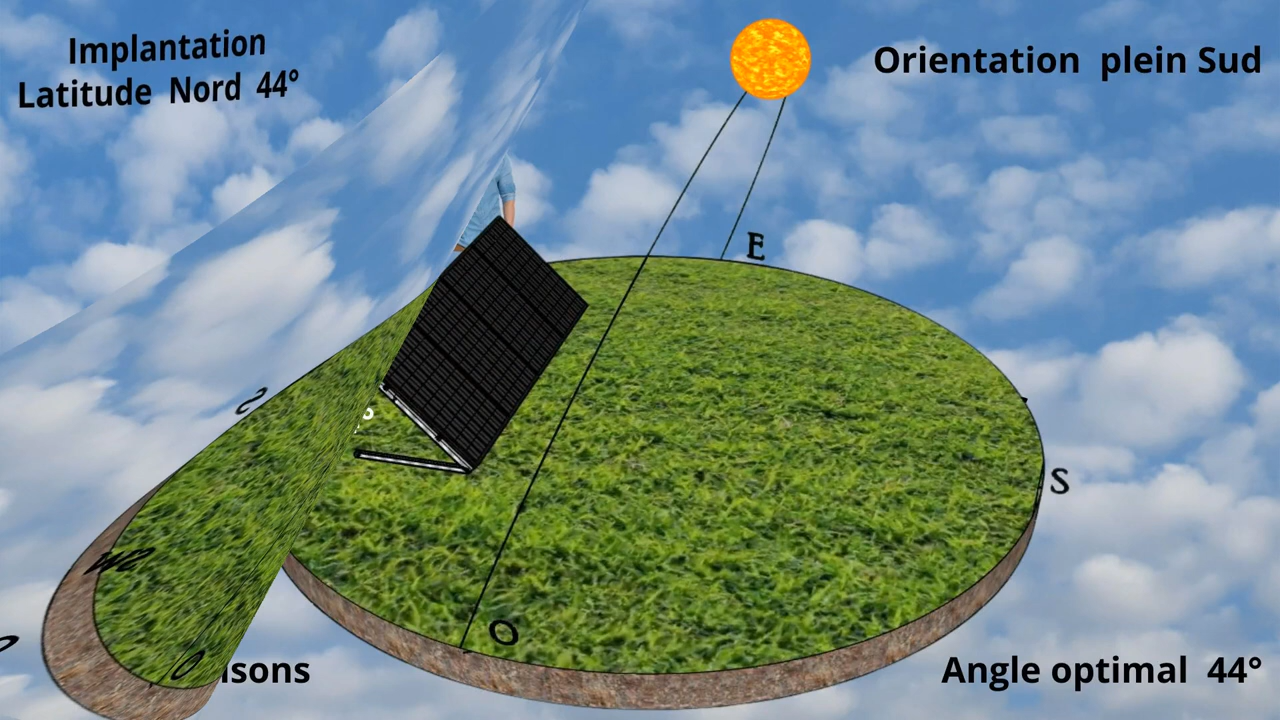 Implantation
Latitude Nord 44°
Orientation plein Sud
E
S
O
Angle optimal 44°